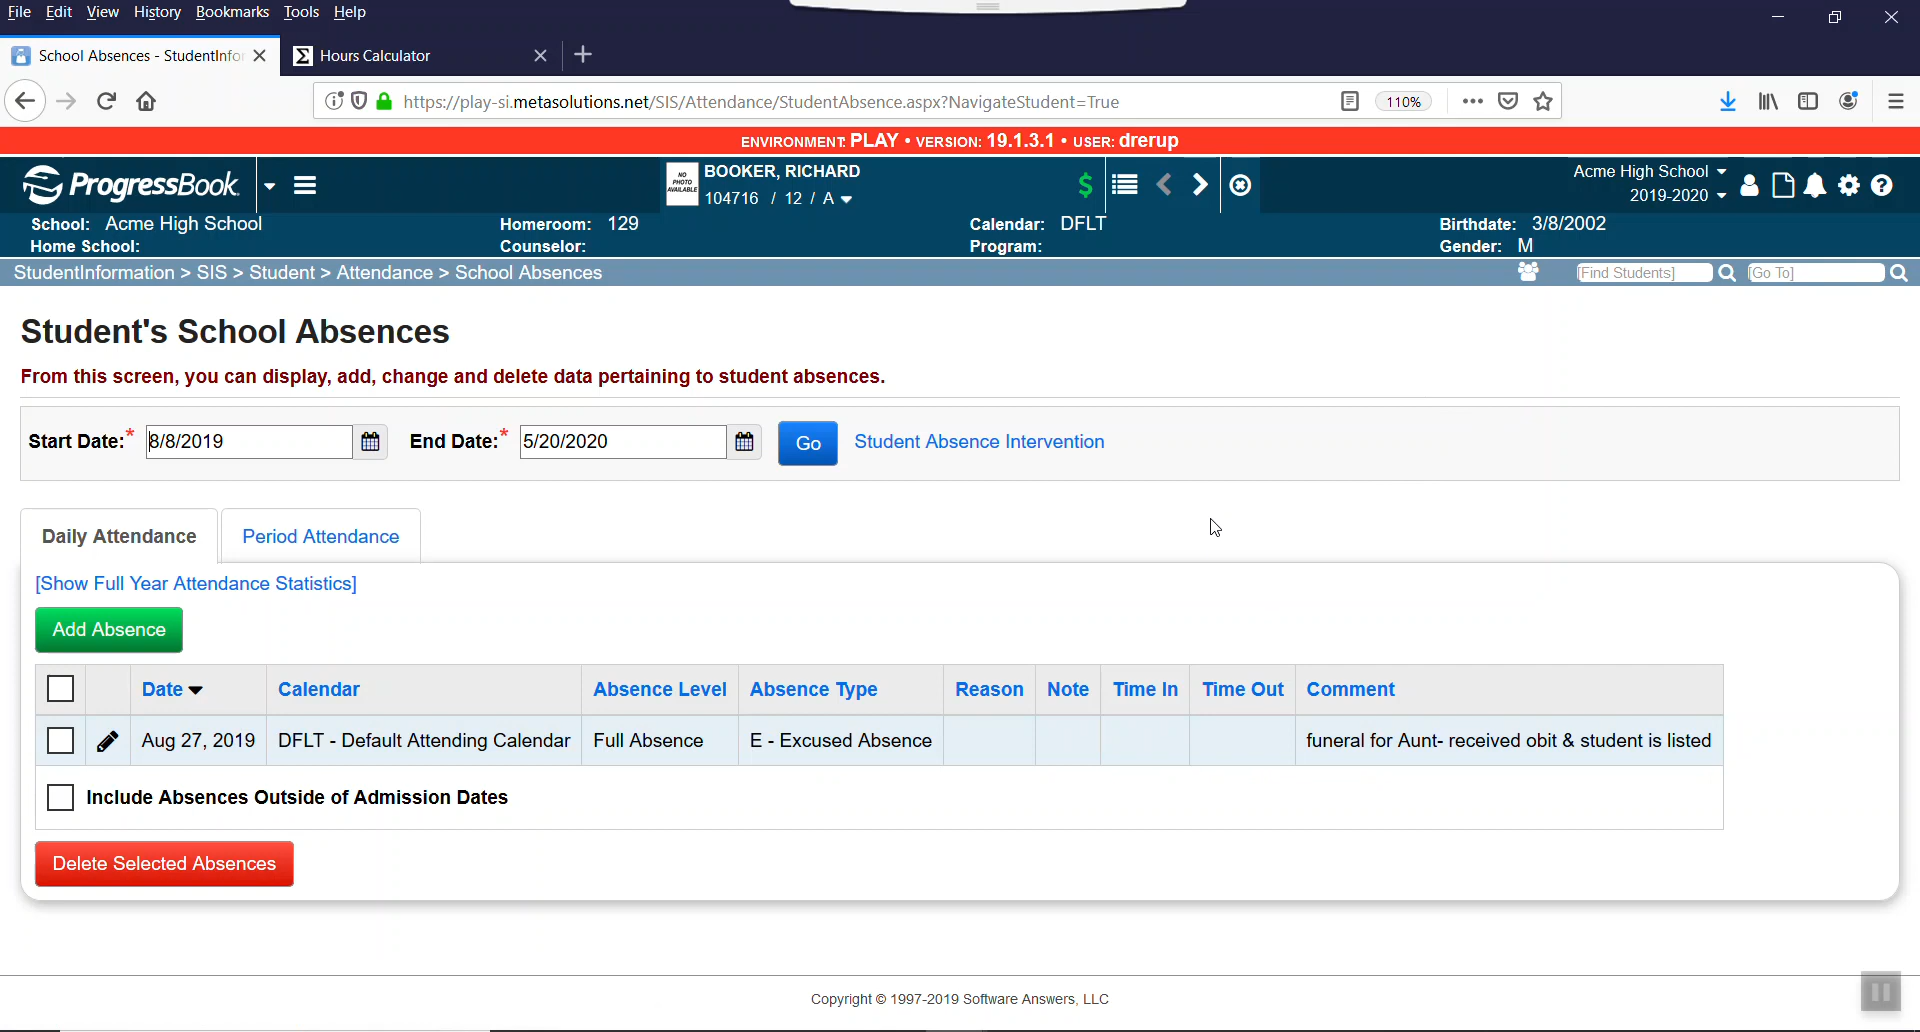 File Edit View History Bookmarks Tools Help
School Absences - StudentInfor
Hours Calculator
https://play-si.metasolutions.net/SIS/Attendance/StudentAbsence.aspx?NavigateStudent=True
110%
ENVIRONMENT: PLAY • VERSION: 19.1.3.1 • USER: drerup
ProgressBook
NO PHOTO AVAILABLE
BOOKER, RICHARD
104716 / 12 / A
Acme High School
2019-2020
School: Acme High School
Homeroom: 129
Calendar: DFLT
Birthdate: 3/8/2002
Home School:
Counselor:
Program:
Gender: M
StudentInformation > SIS > Student > Attendance > School Absences
[Find Students]
[Go To]
Student's School Absences
From this screen, you can display, add, change and delete data pertaining to student absences.
Start Date:* 8/8/2019 End Date:* 5/20/2020 Go Student Absence Intervention
Daily Attendance Period Attendance
[Show Full Year Attendance Statistics]
Add Absence
Date Calendar Absence Level Absence Type Reason Note Time In Time Out Comment
Aug 27, 2019 DFLT - Default Attending Calendar Full Absence E - Excused Absence funeral for Aunt- received obit & student is listed
Include Absences Outside of Admission Dates
Delete Selected Absences
Copyright © 1997-2019 Software Answers, LLC